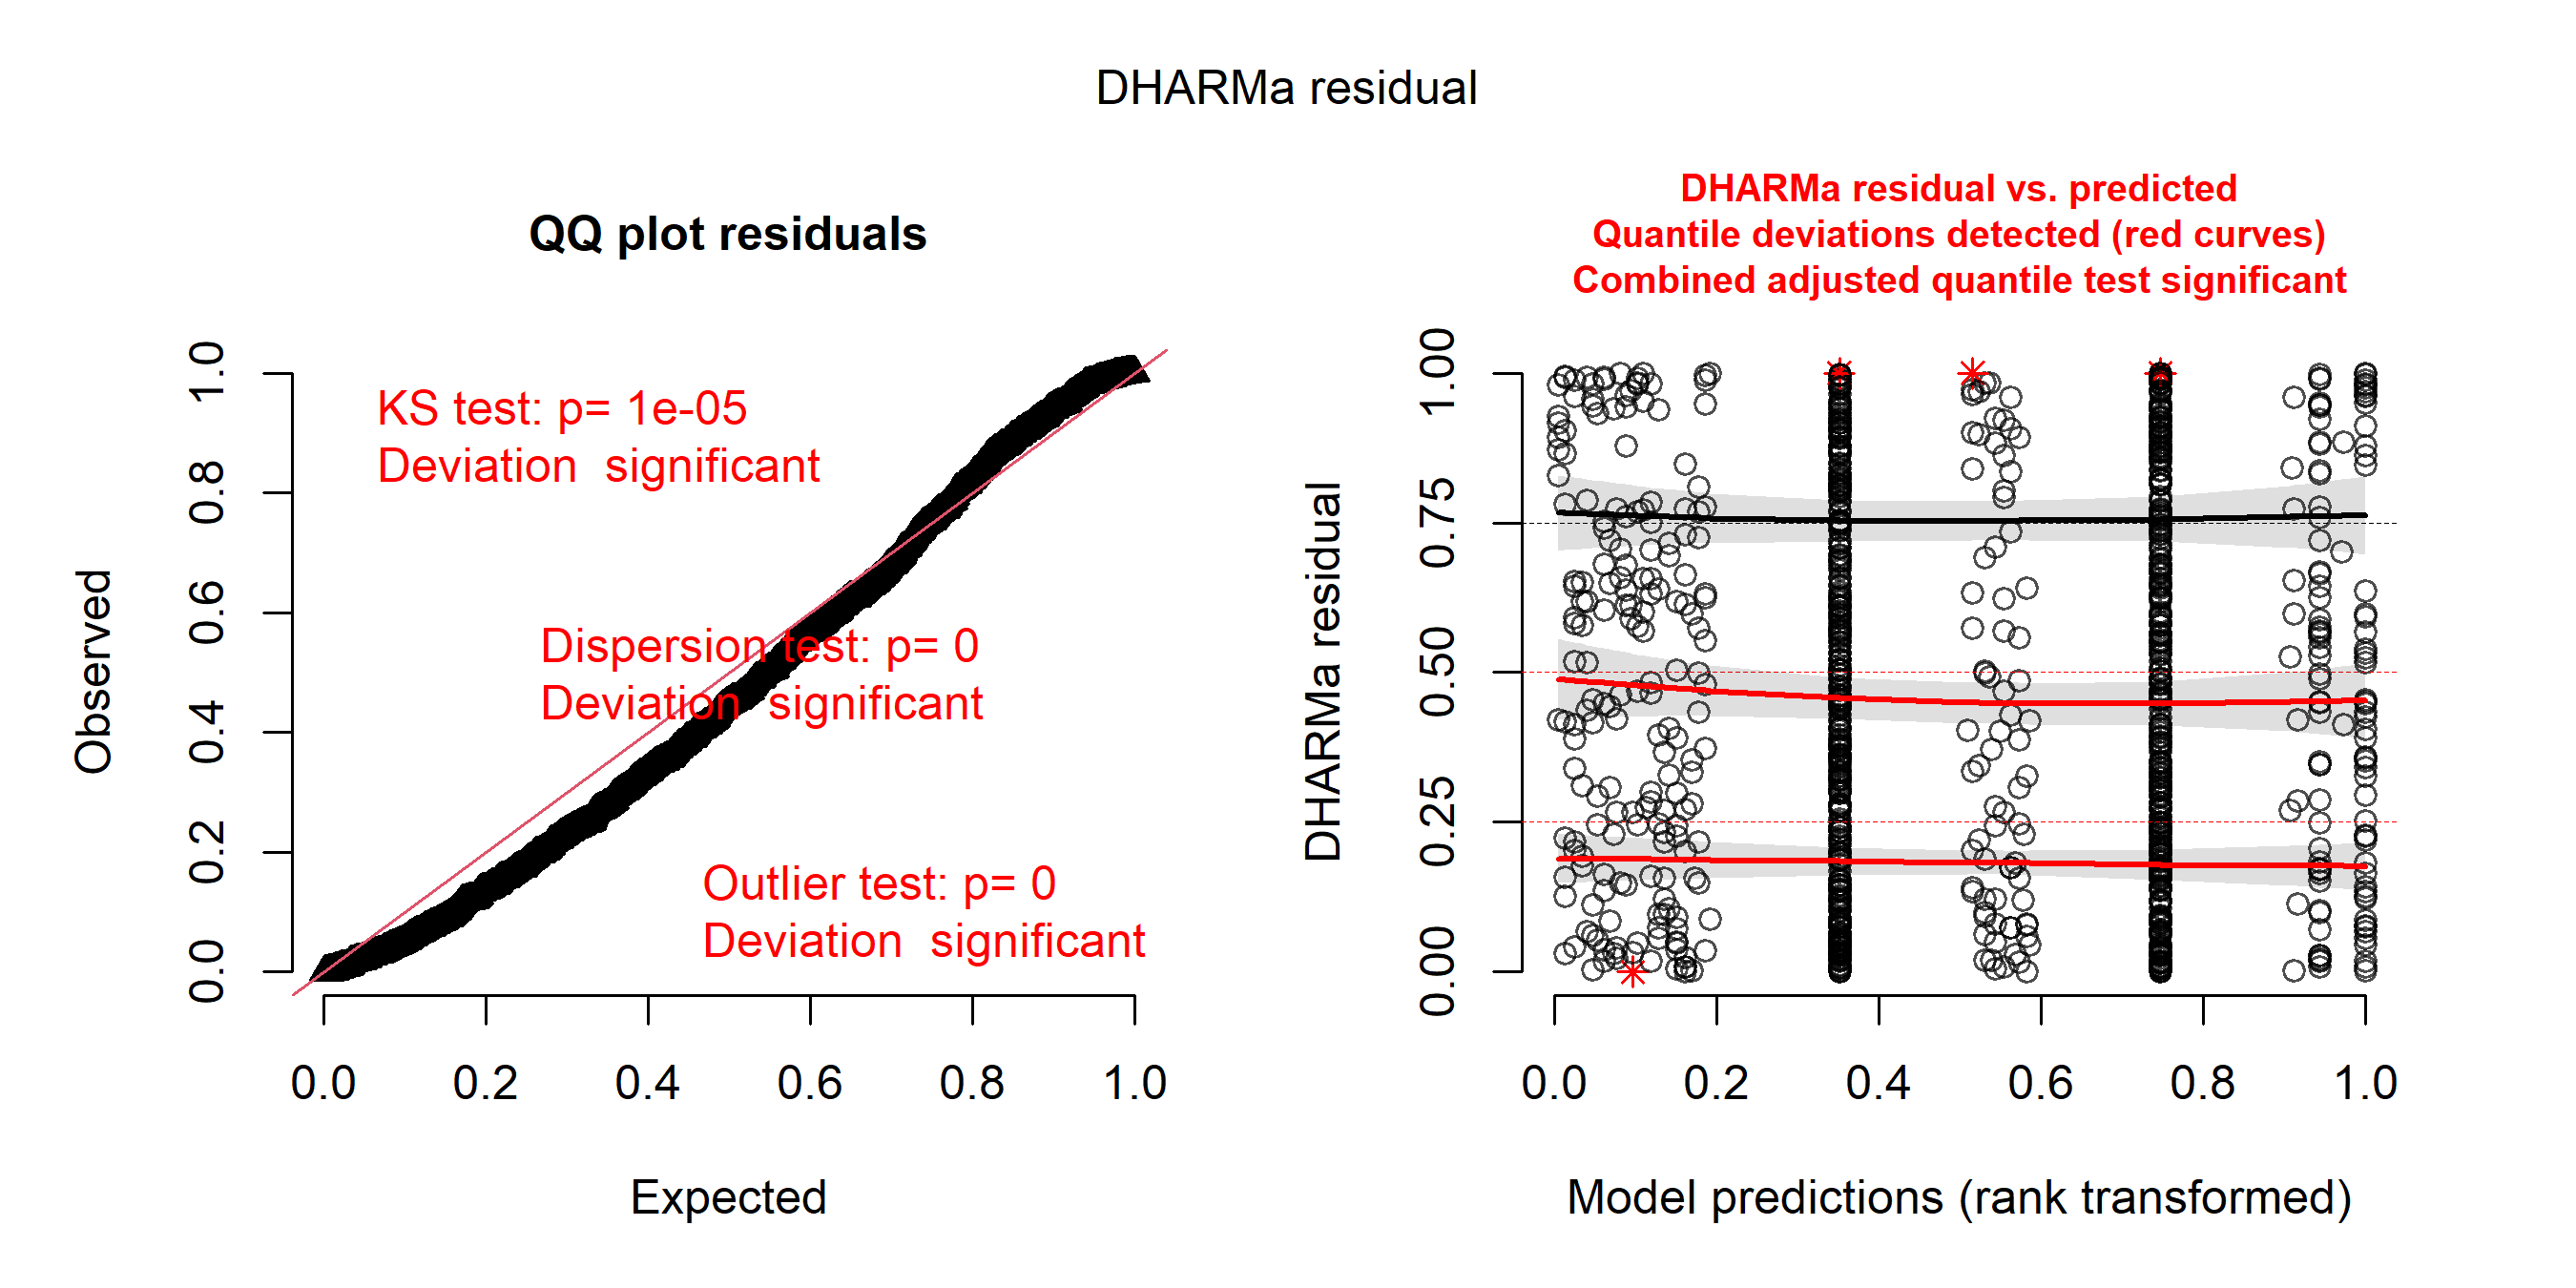 DHARMa residual
QQ plot residuals
KS test: p= 1e-05
Deviation  significant
Dispersion test: p= 0
Deviation  significant
Outlier test: p= 0
Deviation  significant
Observed
0.0 0.2 0.4 0.6 0.8 1.0
0.0 0.2 0.4 0.6 0.8 1.0
Expected
DHARMa residual vs. predicted
Quantile deviations detected (red curves)
Combined adjusted quantile test significant
DHARMa residual
0.00 0.25 0.50 0.75 1.00
0.0 0.2 0.4 0.6 0.8 1.0
Model predictions (rank transformed)